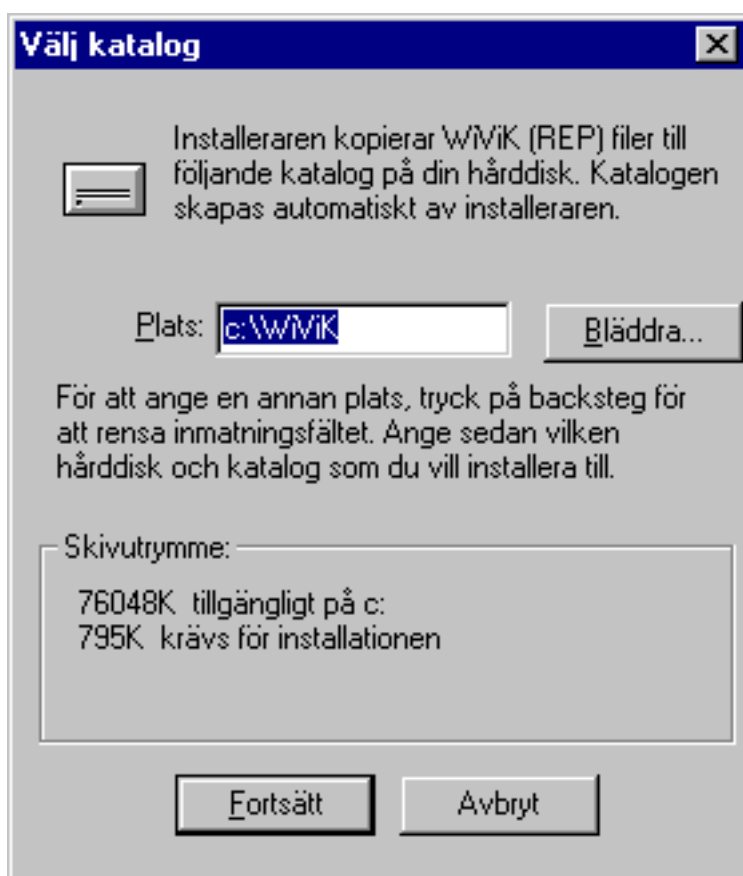 Välj katalog
Installeraren kopierar WiViK (REP) filer till
följande katalog på din hårddisk. Katalogen
skapas automatiskt av installeraren.
Plats: c:\WiViK Bläddra...
För att ange en annan plats, tryck på backsteg för
att rensa inmatningsfältet. Ange sedan vilken
hårddisk och katalog som du vill installera till.
Skivutrymme:
76048K tillgängligt på c:
795K krävs för installationen
Fortsätt Avbryt